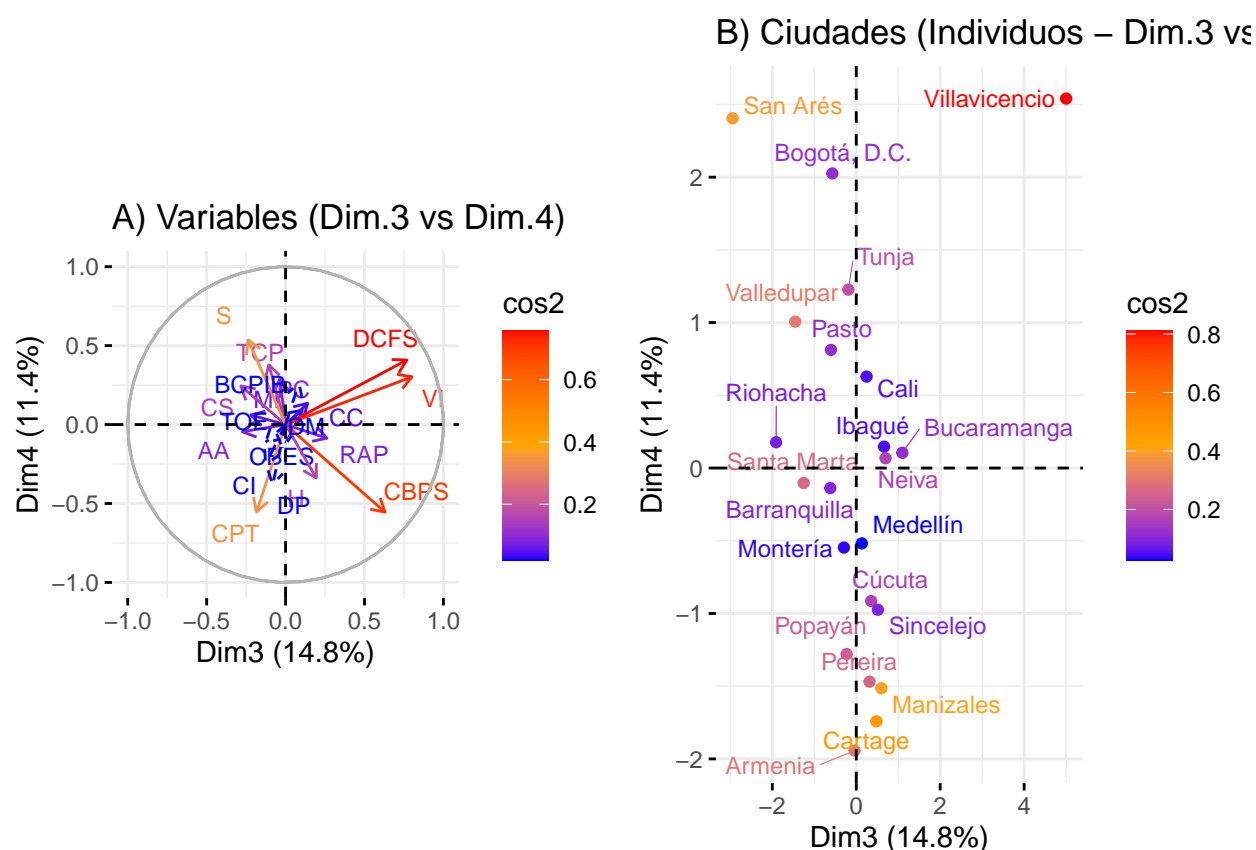 B) Ciudades (Individuos – Dim.3 vs
A) Variables (Dim.3 vs Dim.4)
1.0
0.5
0.0
−0.5
−1.0
−1.0
−0.5
0.0
0.5
1.0
Dim4 (11.4%)
Dim3 (14.8%)
S
DCFS
TCP
BCPIB
V
CS
CC
AA
RAP
CI
DP
CBFS
CPT
cos2
0.6
0.4
0.2
San Arés
Villavicencio
Bogotá, D.C.
Tunja
Valledupar
Pasto
Cali
Riohacha
Ibagué
Bucaramanga
Santa Marta
Neiva
Barranquilla
Medellín
Montería
Cúcuta
Popayán
Sincelejo
Pereira
Manizales
Cartage
Armenia
2
1
0
−1
−2
−2
0
2
4
Dim4 (11.4%)
Dim3 (14.8%)
cos2
0.8
0.6
0.4
0.2